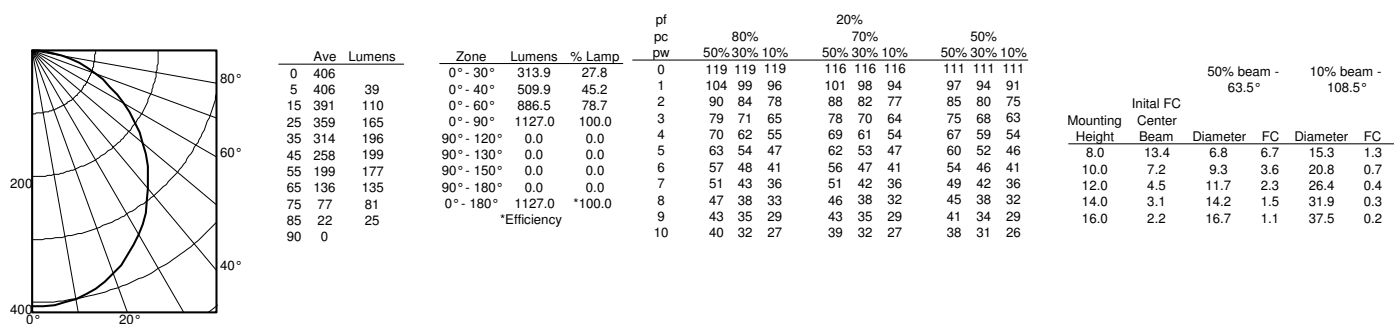 80°
60°
40°
20°
0°
200
400
Ave Lumens
0 406
5 406 39
15 391 110
25 359 165
35 314 196
45 258 199
55 199 177
65 136 135
75 77 81
85 22 25
90 0
Zone Lumens % Lamp
0° - 30° 313.9 27.8
0° - 40° 509.9 45.2
0° - 60° 886.5 78.7
0° - 90° 1127.0 100.0
90° - 120° 0.0 0.0
90° - 130° 0.0 0.0
90° - 150° 0.0 0.0
90° - 180° 0.0 0.0
0° - 180° 1127.0 *100.0
*Efficiency
pf 20%
pc 80% 70% 50%
pw 50% 30% 10% 50% 30% 10% 50% 30% 10%
0 119 119 119 116 116 116 111 111 111
1 104 99 96 101 98 94 97 94 91
2 90 84 78 88 82 77 85 80 75
3 79 71 65 78 70 64 75 68 63
4 70 62 55 69 61 54 67 59 54
5 63 54 47 62 53 47 60 52 46
6 57 48 41 56 47 41 54 46 41
7 51 43 36 51 42 36 49 42 36
8 47 38 33 46 38 32 45 38 32
9 43 35 29 43 35 29 41 34 29
10 40 32 27 39 32 27 38 31 26
50% beam - 10% beam -
63.5° 108.5°
Inital FC
Mounting Center
Height Beam Diameter FC Diameter FC
8.0 13.4 6.8 6.7 15.3 1.3
10.0 7.2 9.3 3.6 20.8 0.7
12.0 4.5 11.7 2.3 26.4 0.4
14.0 3.1 14.2 1.5 31.9 0.3
16.0 2.2 16.7 1.1 37.5 0.2